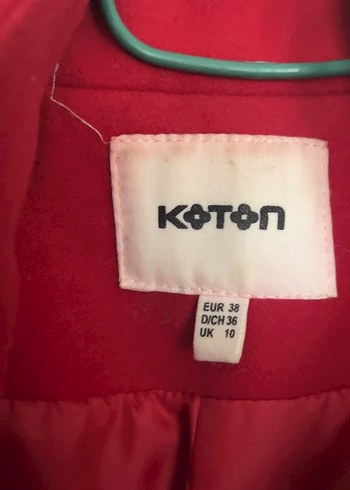 KOTON
EUR 38
D/CH 36
UK 10